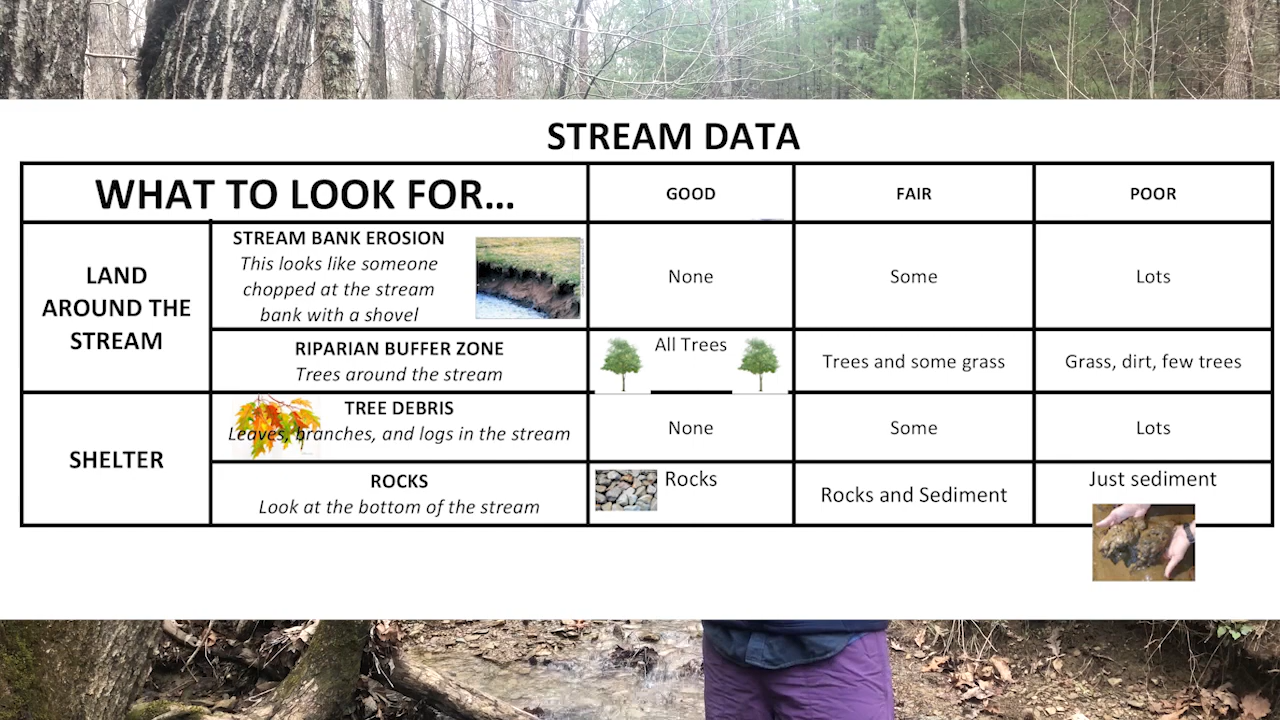 STREAM DATA
WHAT TO LOOK FOR...
GOOD
FAIR
POOR
LAND
AROUND THE
STREAM
STREAM BANK EROSION
This looks like someone
chopped at the stream
bank with a shovel
None
Some
Lots
RIPARIAN BUFFER ZONE
Trees around the stream
All Trees
Trees and some grass
Grass, dirt, few trees
SHELTER
TREE DEBRIS
Leaves, branches, and logs in the stream
None
Some
Lots
ROCKS
Look at the bottom of the stream
Rocks
Rocks and Sediment
Just sediment